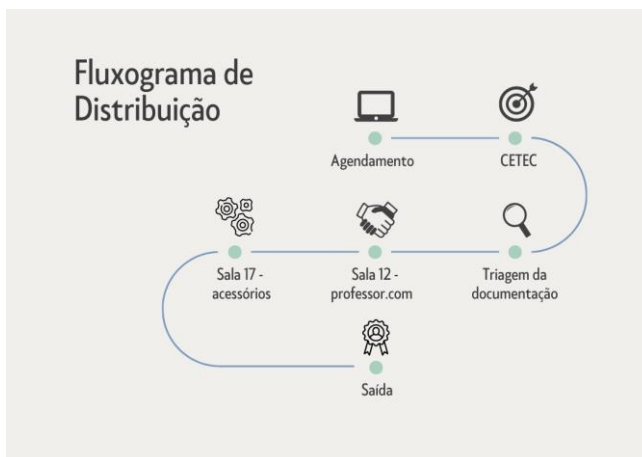 Fluxograma de
Distribuição
Agendamento
CETEC
Sala 17 -
acessórios
Sala 12 -
professor.com
Triagem da
documentação
Saída